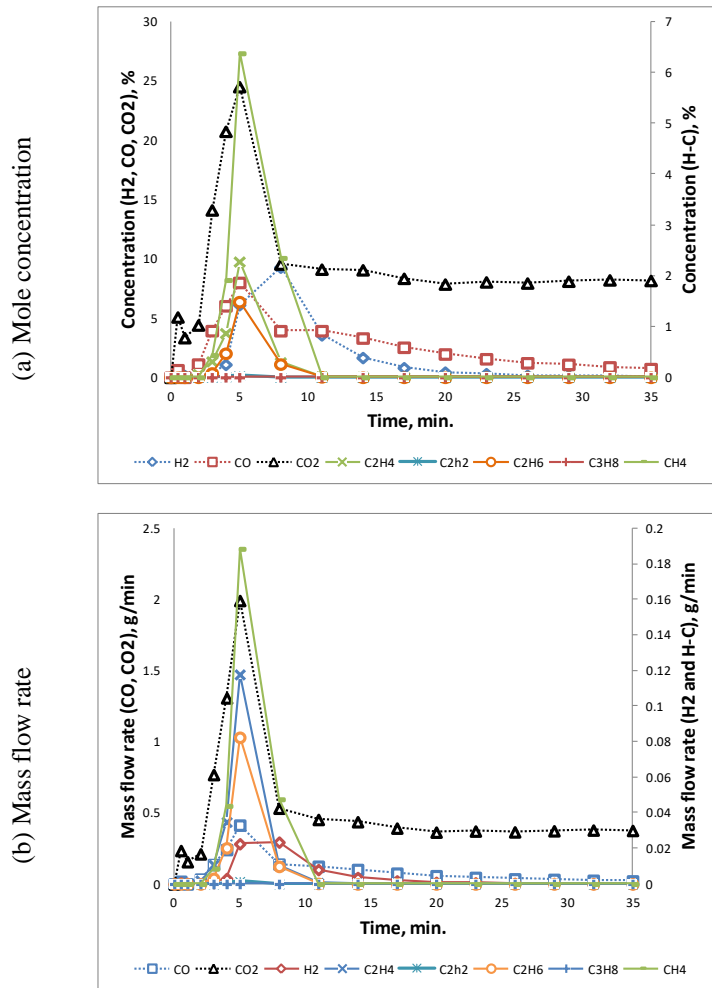 (a) Mole concentration
Concentration (H2, CO, CO2), %
30
25
20
15
10
5
0
7
6
5
4
3
2
1
0
Concentration (H-C), %
0 5 10 15 20 25 30 35
Time, min.
H2 CO CO2 C2H4 C2h2 C2H6 C3H8 CH4
(b) Mass flow rate
Mass flow rate (CO, CO2), g/min
2.5
2
1.5
1
0.5
0
0.2
0.18
0.16
0.14
0.12
0.1
0.08
0.06
0.04
0.02
0
Mass flow rate (H2 and H-C), g/min
0 5 10 15 20 25 30 35
Time, min.
CO CO2 H2 C2H4 C2h2 C2H6 C3H8 CH4